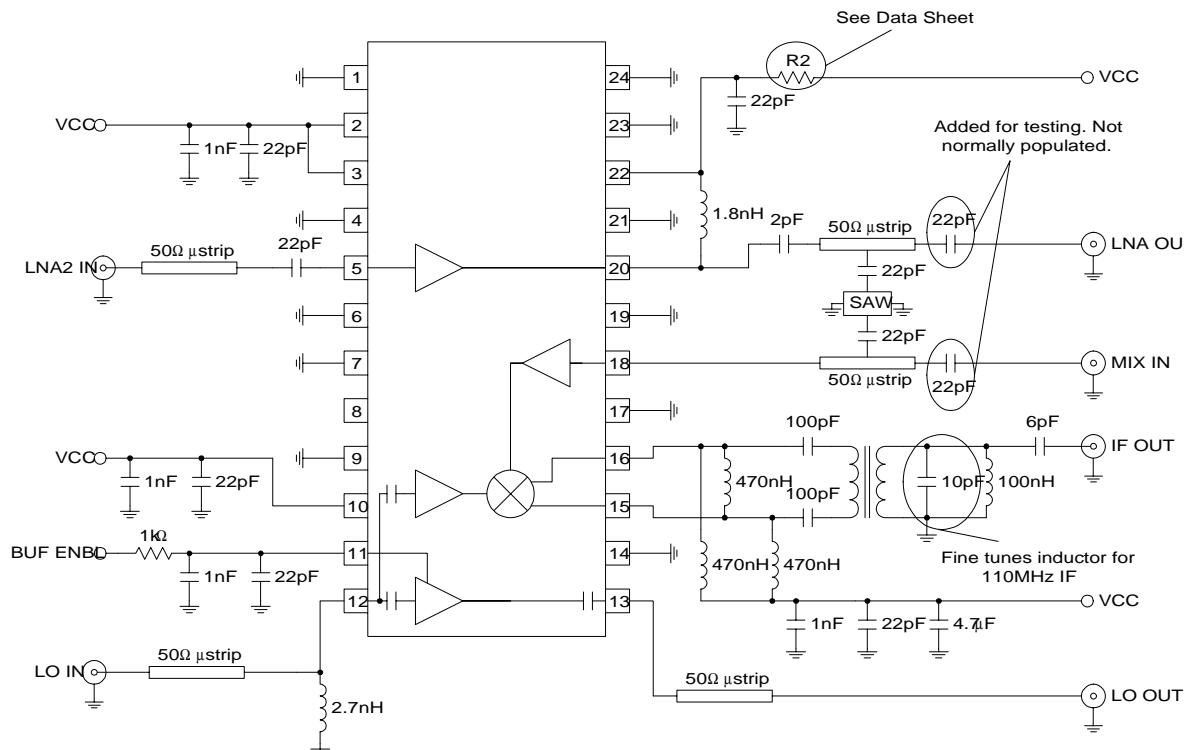 See Data Sheet
R2
VCC
22pF
1
24
2
23
VCC
1nF
22pF
3
22
Added for testing. Not
normally populated.
4
21
1.8nH
2pF
50Ω µstrip
22pF
LNA OU
50Ω µstrip
22pF
LNA2 IN
5
20
22pF
SAW
6
19
22pF
7
18
50Ω µstrip
22pF
MIX IN
8
17
100pF
6pF
VCC
9
16
IF OUT
1nF
22pF
470nH
100pF
10pF
100nH
10
15
1kΩ
BUF ENBL
11
14
Fine tunes inductor for
110MHz IF
1nF
22pF
470nH
470nH
12
13
VCC
1nF
22pF
4.7µF
LO IN
50Ω µstrip
50Ω µstrip
LO OUT
2.7nH